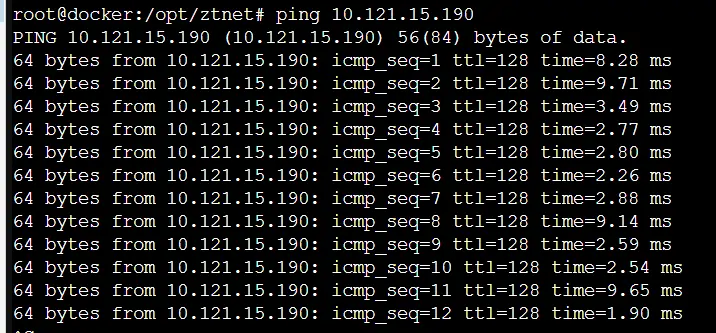 root@docker:/opt/ztnet# ping 10.121.15.190
PING 10.121.15.190 (10.121.15.190) 56(84) bytes of data.
64 bytes from 10.121.15.190: icmp_seq=1 ttl=128 time=8.28 ms
64 bytes from 10.121.15.190: icmp_seq=2 ttl=128 time=9.71 ms
64 bytes from 10.121.15.190: icmp_seq=3 ttl=128 time=3.49 ms
64 bytes from 10.121.15.190: icmp_seq=4 ttl=128 time=2.77 ms
64 bytes from 10.121.15.190: icmp_seq=5 ttl=128 time=2.80 ms
64 bytes from 10.121.15.190: icmp_seq=6 ttl=128 time=2.26 ms
64 bytes from 10.121.15.190: icmp_seq=7 ttl=128 time=2.88 ms
64 bytes from 10.121.15.190: icmp_seq=8 ttl=128 time=9.14 ms
64 bytes from 10.121.15.190: icmp_seq=9 ttl=128 time=2.59 ms
64 bytes from 10.121.15.190: icmp_seq=10 ttl=128 time=2.54 ms
64 bytes from 10.121.15.190: icmp_seq=11 ttl=128 time=9.65 ms
64 bytes from 10.121.15.190: icmp_seq=12 ttl=128 time=1.90 ms